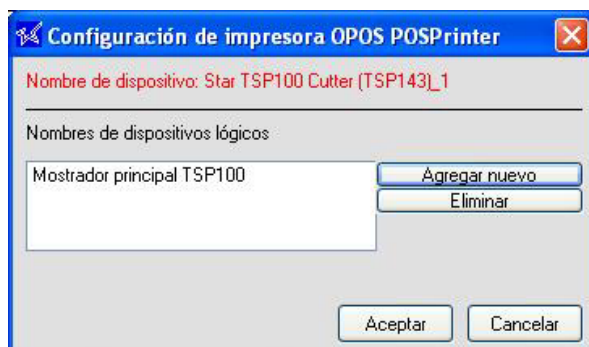 Configuración de impresora OPOS POSPrinter
Nombre de dispositivo: Star TSP100 Cutter (TSP143)_1
Nombres de dispositivos lógicos
Mostrador principal TSP100
Agregar nuevo
Eliminar
Aceptar
Cancelar